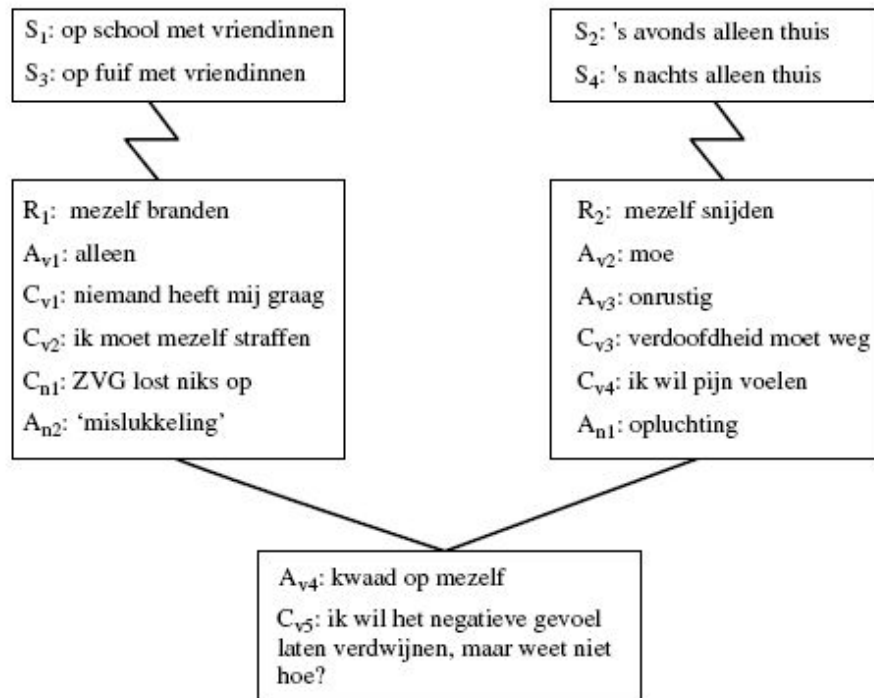 S1: op school met vriendinnen
S3: op fuif met vriendinnen
S2: 's avonds alleen thuis
S4: 's nachts alleen thuis
R1: mezelf branden
Av1: alleen
Cv1: niemand heeft mij graag
Cv2: ik moet mezelf straffen
Cn1: ZVG lost niks op
An2: ‘mislukkeling’
R2: mezelf snijden
Av2: moe
Av3: onrustig
Cv3: verdoofdheid moet weg
Cv4: ik wil pijn voelen
An1: opluchting
Av4: kwaad op mezelf
Cv5: ik wil het negatieve gevoel
laten verdwijnen, maar weet niet
hoe?